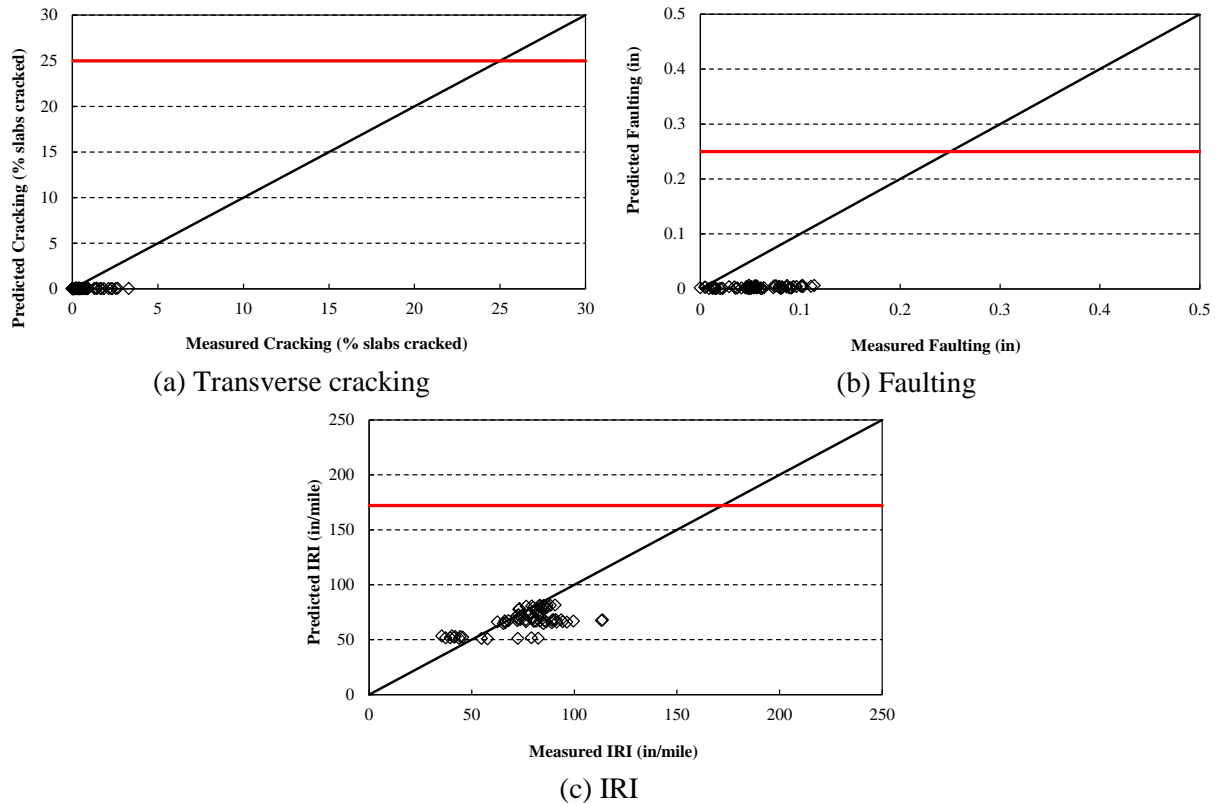 Predicted Cracking (% slabs cracked)
30
25
20
15
10
5
0
0 5 10 15 20 25 30
Measured Cracking (% slabs cracked)
(a) Transverse cracking
Predicted Faulting (in)
0.5
0.4
0.3
0.2
0.1
0
0 0.1 0.2 0.3 0.4 0.5
Measured Faulting (in)
(b) Faulting
Predicted IRI (in/mile)
250
200
150
100
50
0
0 50 100 150 200 250
Measured IRI (in/mile)
(c) IRI